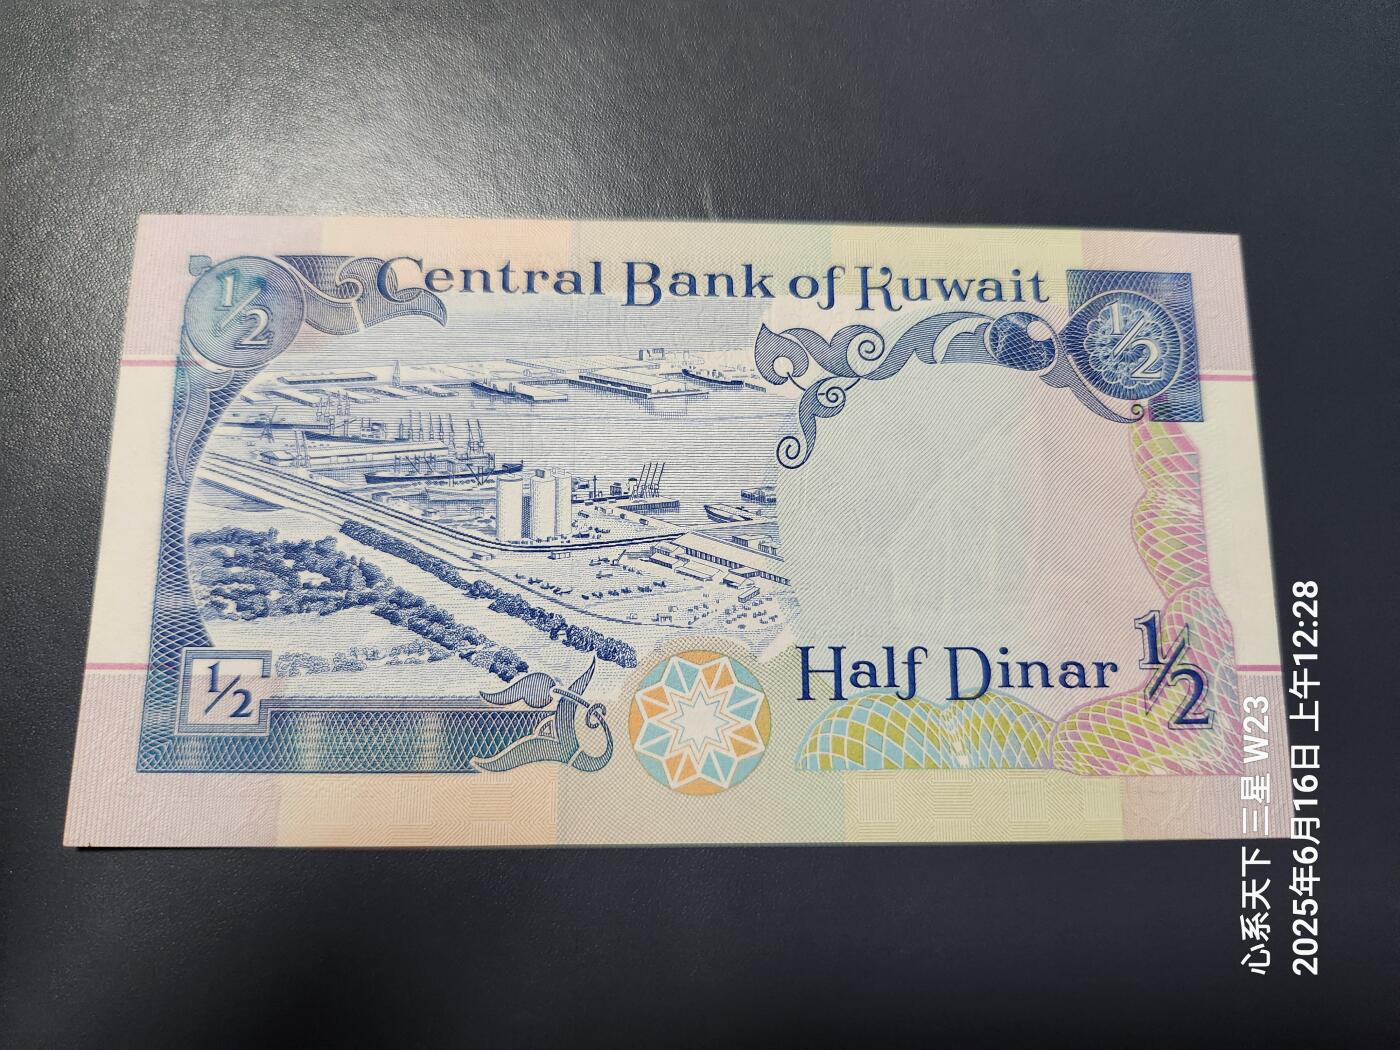 Central Bank of Kuwait
1/2
1/2
1/2
Half Dinar
1/2
心系天下 三星 W23
2025年6月16日 上午12:28